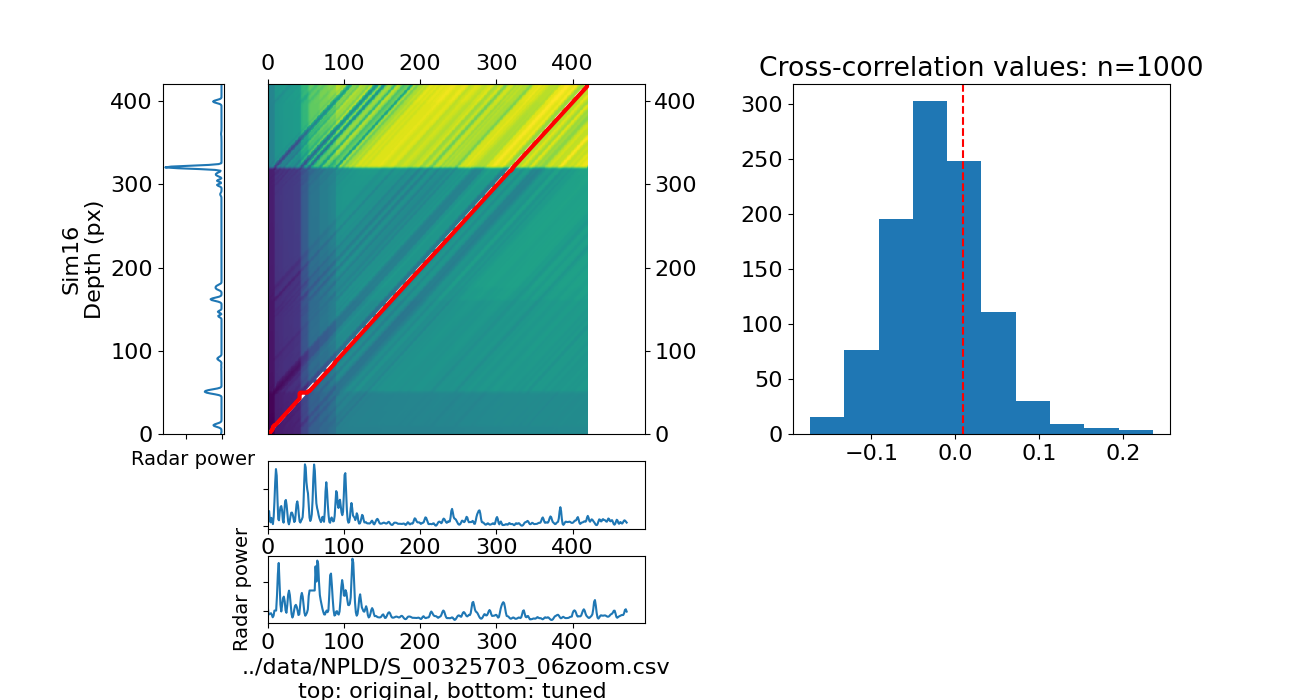 0 100 200 300 400
Cross-correlation values: n=1000
400
300
200
100
0
Sim16
Depth (px)
400
300
200
100
0
300
250
200
150
100
50
0
−0.1 0.0 0.1 0.2
Radar power
0 100 200 300 400
Radar power
0 100 200 300 400
../data/NPLD/S_00325703_06zoom.csv
top: original, bottom: tuned